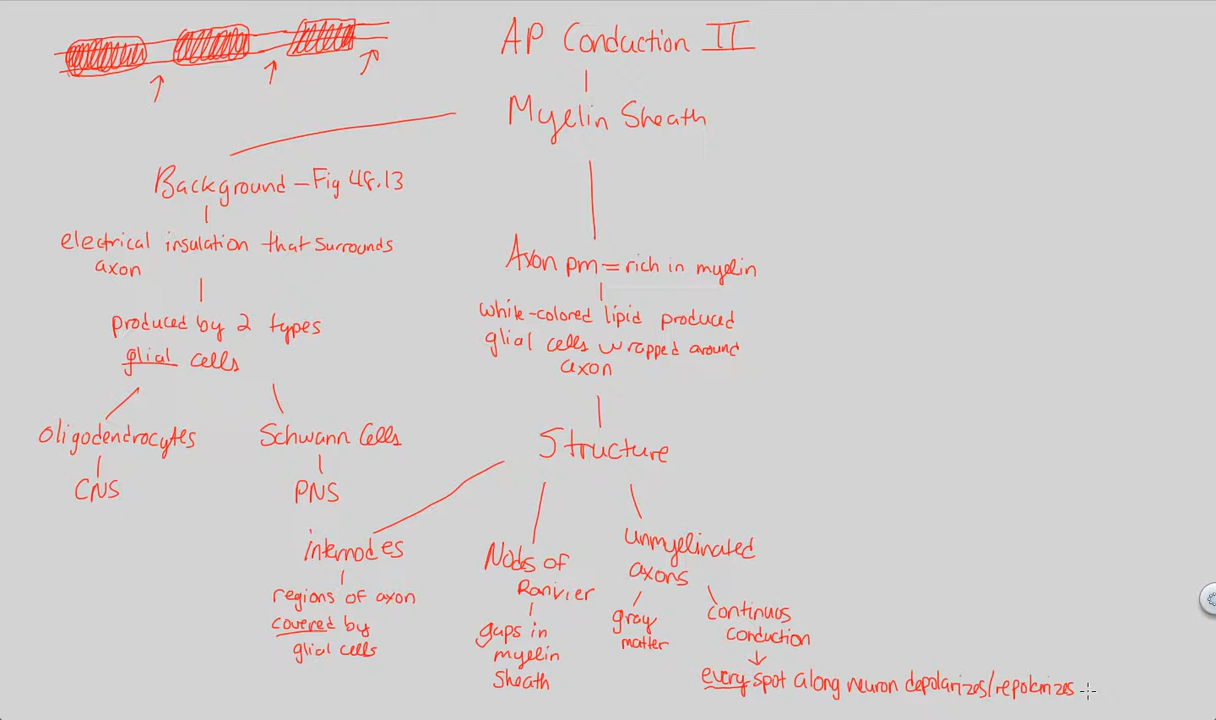 AP Conduction II
Myelin Sheath
Background - Fig 48.13
electrical insulation that surrounds
axon
produced by 2 types
glial cells
Oligodendrocytes
CNS
Schwann Cells
PNS
Axon pm = rich in myelin
white-colored lipid produced
glial cells wrapped around
axon
Structure
internodes
regions of axon
covered by
glial cells
Nodes of
Ranvier
gaps in
myelin
sheath
unmyelinated
axons
gray
matter
continuous
conduction
every spot along neuron depolarizes/repolarizes